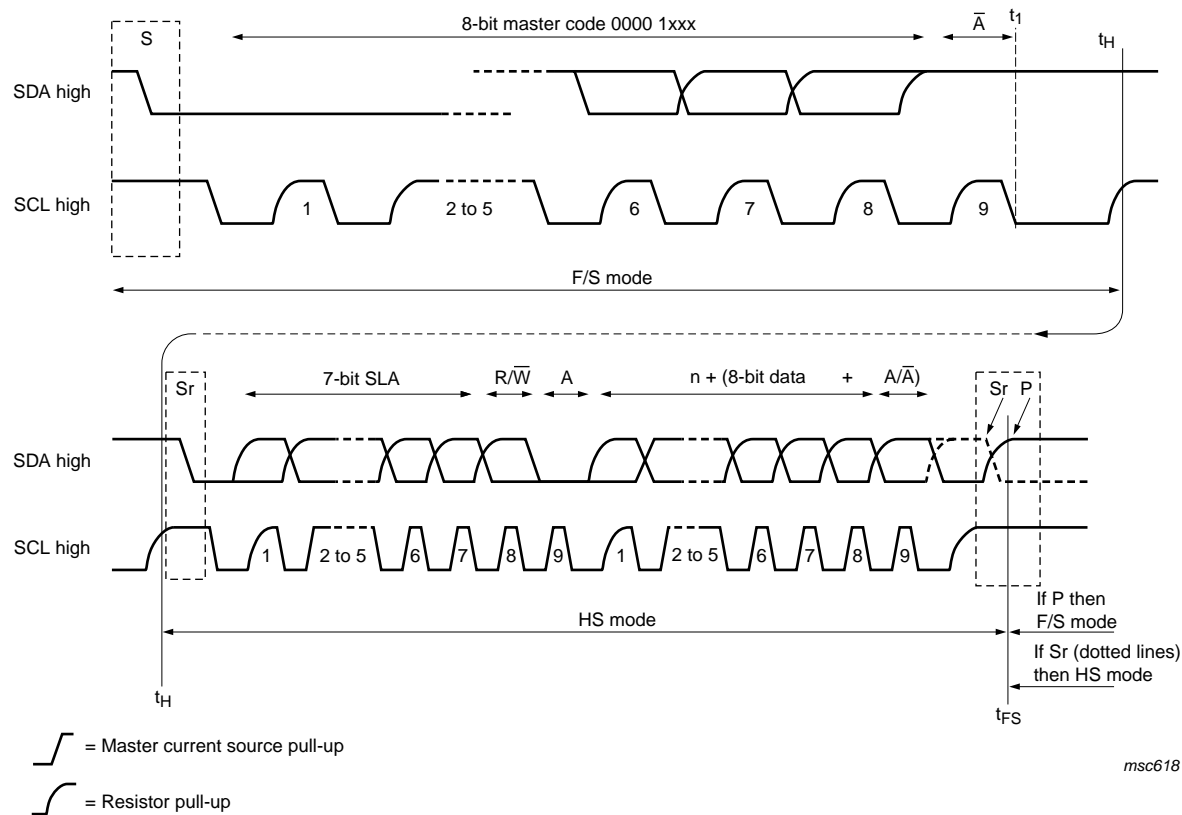 S
8-bit master code 0000 1xxx
A̅
t1
tH
SDA high
SCL high
1
2 to 5
6
7
8
9
F/S mode
Sr
7-bit SLA
R/W̅
A
n + (8-bit data
+
A/A̅)
Sr
P
SDA high
SCL high
1
2 to 5
6
7
8
9
1
2 to 5
6
7
8
9
HS mode
If P then
F/S mode
If Sr (dotted lines)
then HS mode
tH
tFS
= Master current source pull-up
= Resistor pull-up
msc618